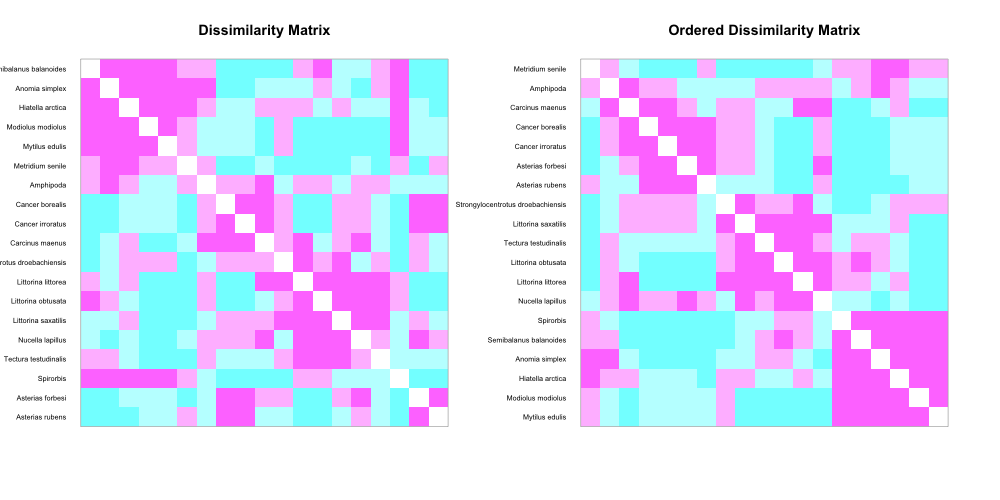 Dissimilarity Matrix
nibalanus balanoides
Anomia simplex
Hiatella arctica
Modiolus modiolus
Mytilus edulis
Metridium senile
Amphipoda
Cancer borealis
Cancer irroratus
Carcinus maenus
rotus droebachiensis
Littorina littorea
Littorina obtusata
Littorina saxatilis
Nucella lapillus
Tectura testudinalis
Spirorbis
Asterias forbesi
Asterias rubens
Ordered Dissimilarity Matrix
Metridium senile
Amphipoda
Carcinus maenus
Cancer borealis
Cancer irroratus
Asterias forbesi
Asterias rubens
Strongylocentrotus droebachiensis
Littorina saxatilis
Tectura testudinalis
Littorina obtusata
Littorina littorea
Nucella lapillus
Spirorbis
Semibalanus balanoides
Anomia simplex
Hiatella arctica
Modiolus modiolus
Mytilus edulis